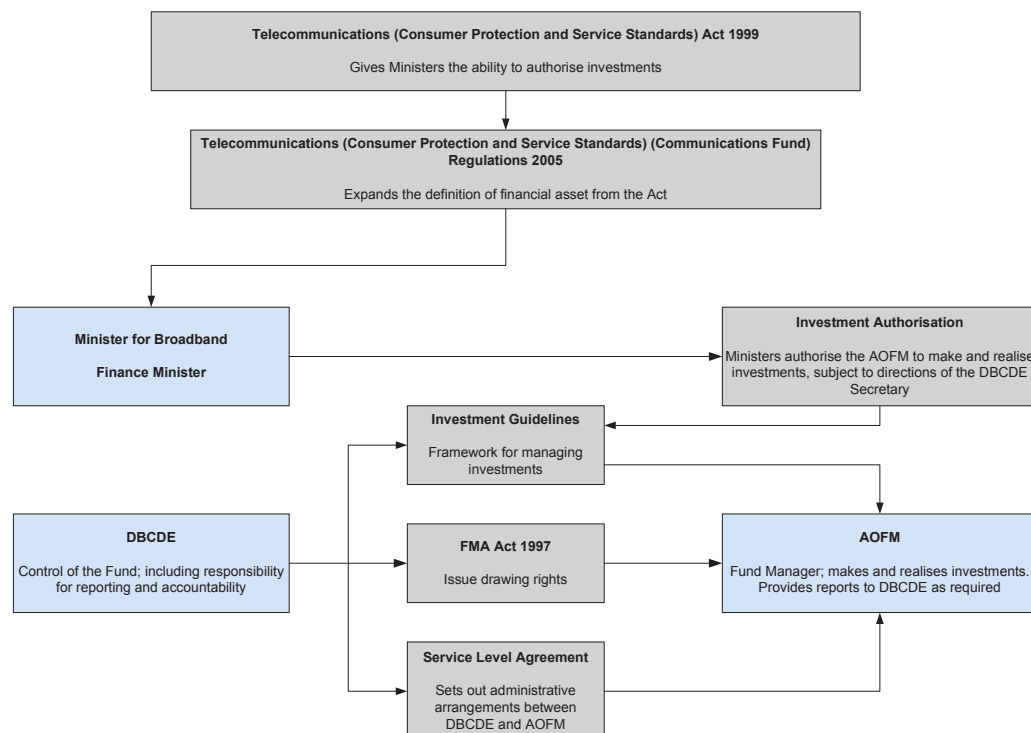 Telecommunications (Consumer Protection and Service Standards) Act 1999
Gives Ministers the ability to authorise investments
Telecommunications (Consumer Protection and Service Standards) (Communications Fund)
Regulations 2005
Expands the definition of financial asset from the Act
Minister for Broadband
Finance Minister
Investment Authorisation
Ministers authorise the AOFM to make and realise
investments, subject to directions of the DBCDE
Secretary
Investment Guidelines
Framework for managing
investments
DBCDE
Control of the Fund; including responsibility
for reporting and accountability
FMA Act 1997
Issue drawing rights
AOFM
Fund Manager; makes and realises investments.
Provides reports to DBCDE as required
Service Level Agreement
Sets out administrative
arrangements between
DBCDE and AOFM